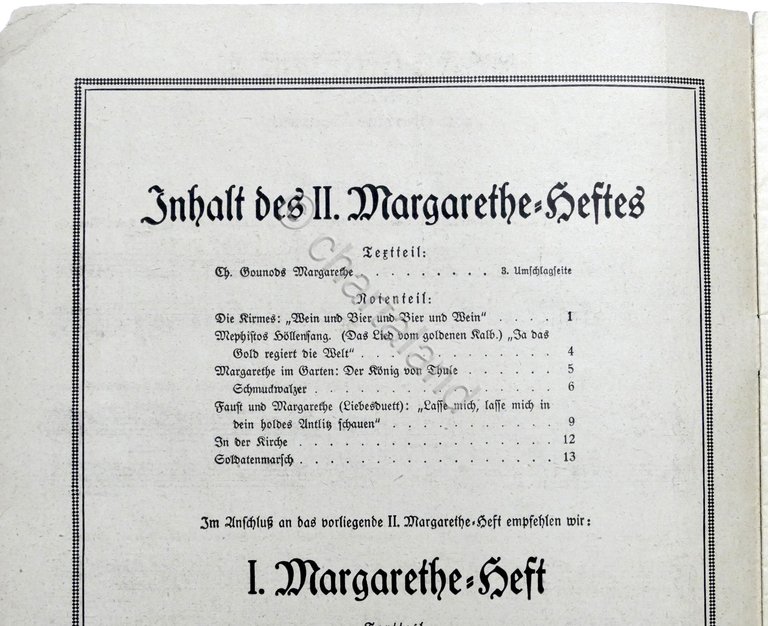 Inhalt des II. Margarethe=Heftes
Textteil:
Ch. Gounods Margarethe . . . . . . . . . 3. Umschlagseite
Notenteil:
Die Kirmes: „Wein und Bier und Bier und Wein“ . . . . 1
Mephistos Höllensang. (Das Lied vom goldenen Kalb.) „Ja das
Gold regiert die Welt“ . . . . . . . . . . . . . 4
Margarethe im Garten: Der König von Thule . . . . . . 5
Schmuckwalzer . . . . . . . . . . . . . . . 6
Faust und Margarethe (Liebesduett): „Lasse mich, lasse mich in
dein holdes Antlitz schauen“ . . . . . . . . . . . 9
In der Kirche . . . . . . . . . . . . . . . . 12
Soldatenmarsch . . . . . . . . . . . . . . . . 13
Im Anschluß an das vorliegende II. Margarethe=Heft empfehlen wir:
I. Margarethe=Heft
Textteil
© chartaland